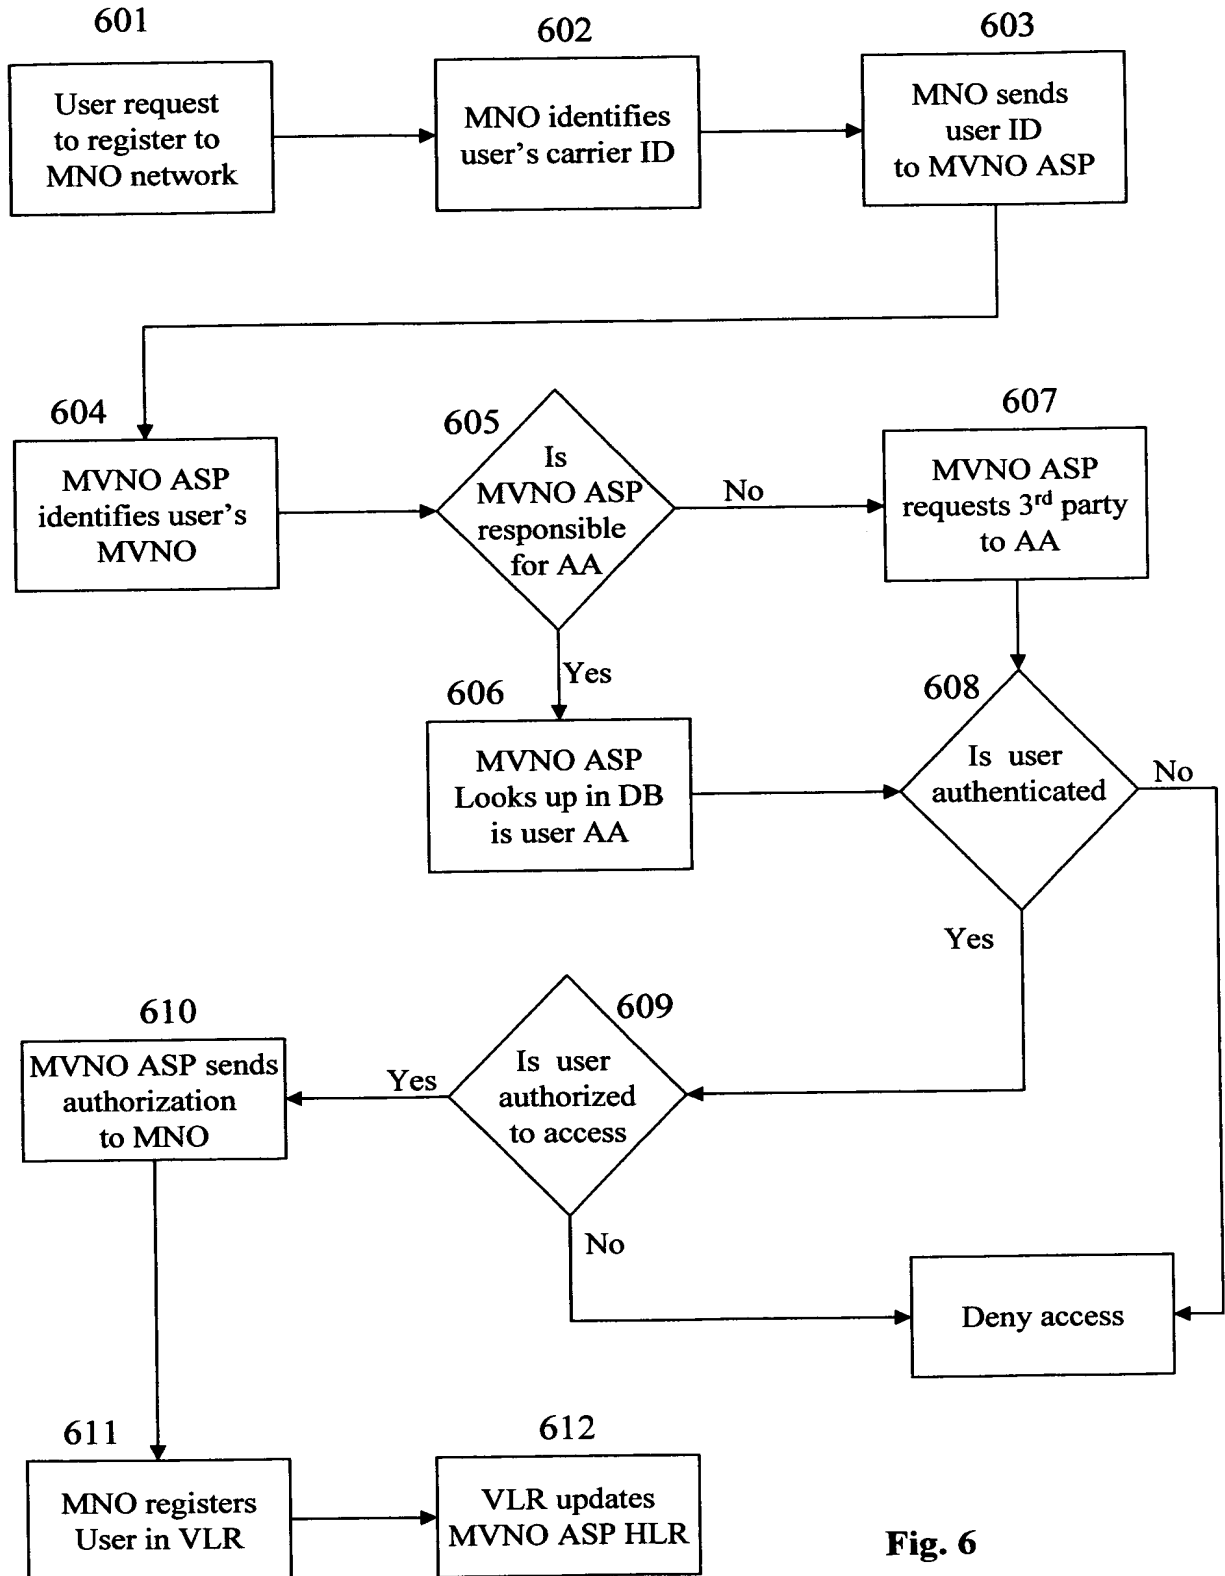 601
User request
to register to
MNO network
602
MNO identifies
user's carrier ID
603
MNO sends
user ID
to MVNO ASP
604
MVNO ASP
identifies user's
MVNO
605
Is
MVNO ASP
responsible
for AA
No
Yes
607
MVNO ASP
requests 3rd party
to AA
606
MVNO ASP
Looks up in DB
is user AA
608
Is user
authenticated
No
Yes
609
Is user
authorized
to access
Yes
No
610
MVNO ASP sends
authorization
to MNO
Deny access
611
MNO registers
User in VLR
612
VLR updates
MVNO ASP HLR
Fig. 6